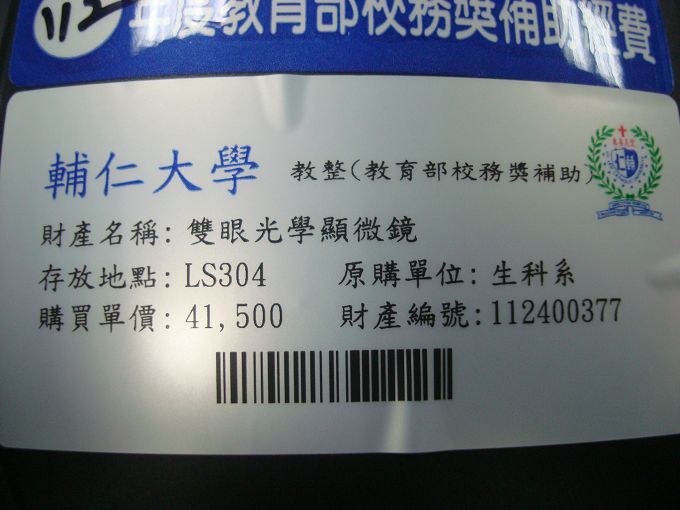 112
年度教育部校務獎補助經費
輔仁大學 教整(教育部校務獎補助)
財產名稱: 雙眼光學顯微鏡
存放地點: LS304 原購單位: 生科系
購買單價: 41,500 財產編號: 112400377